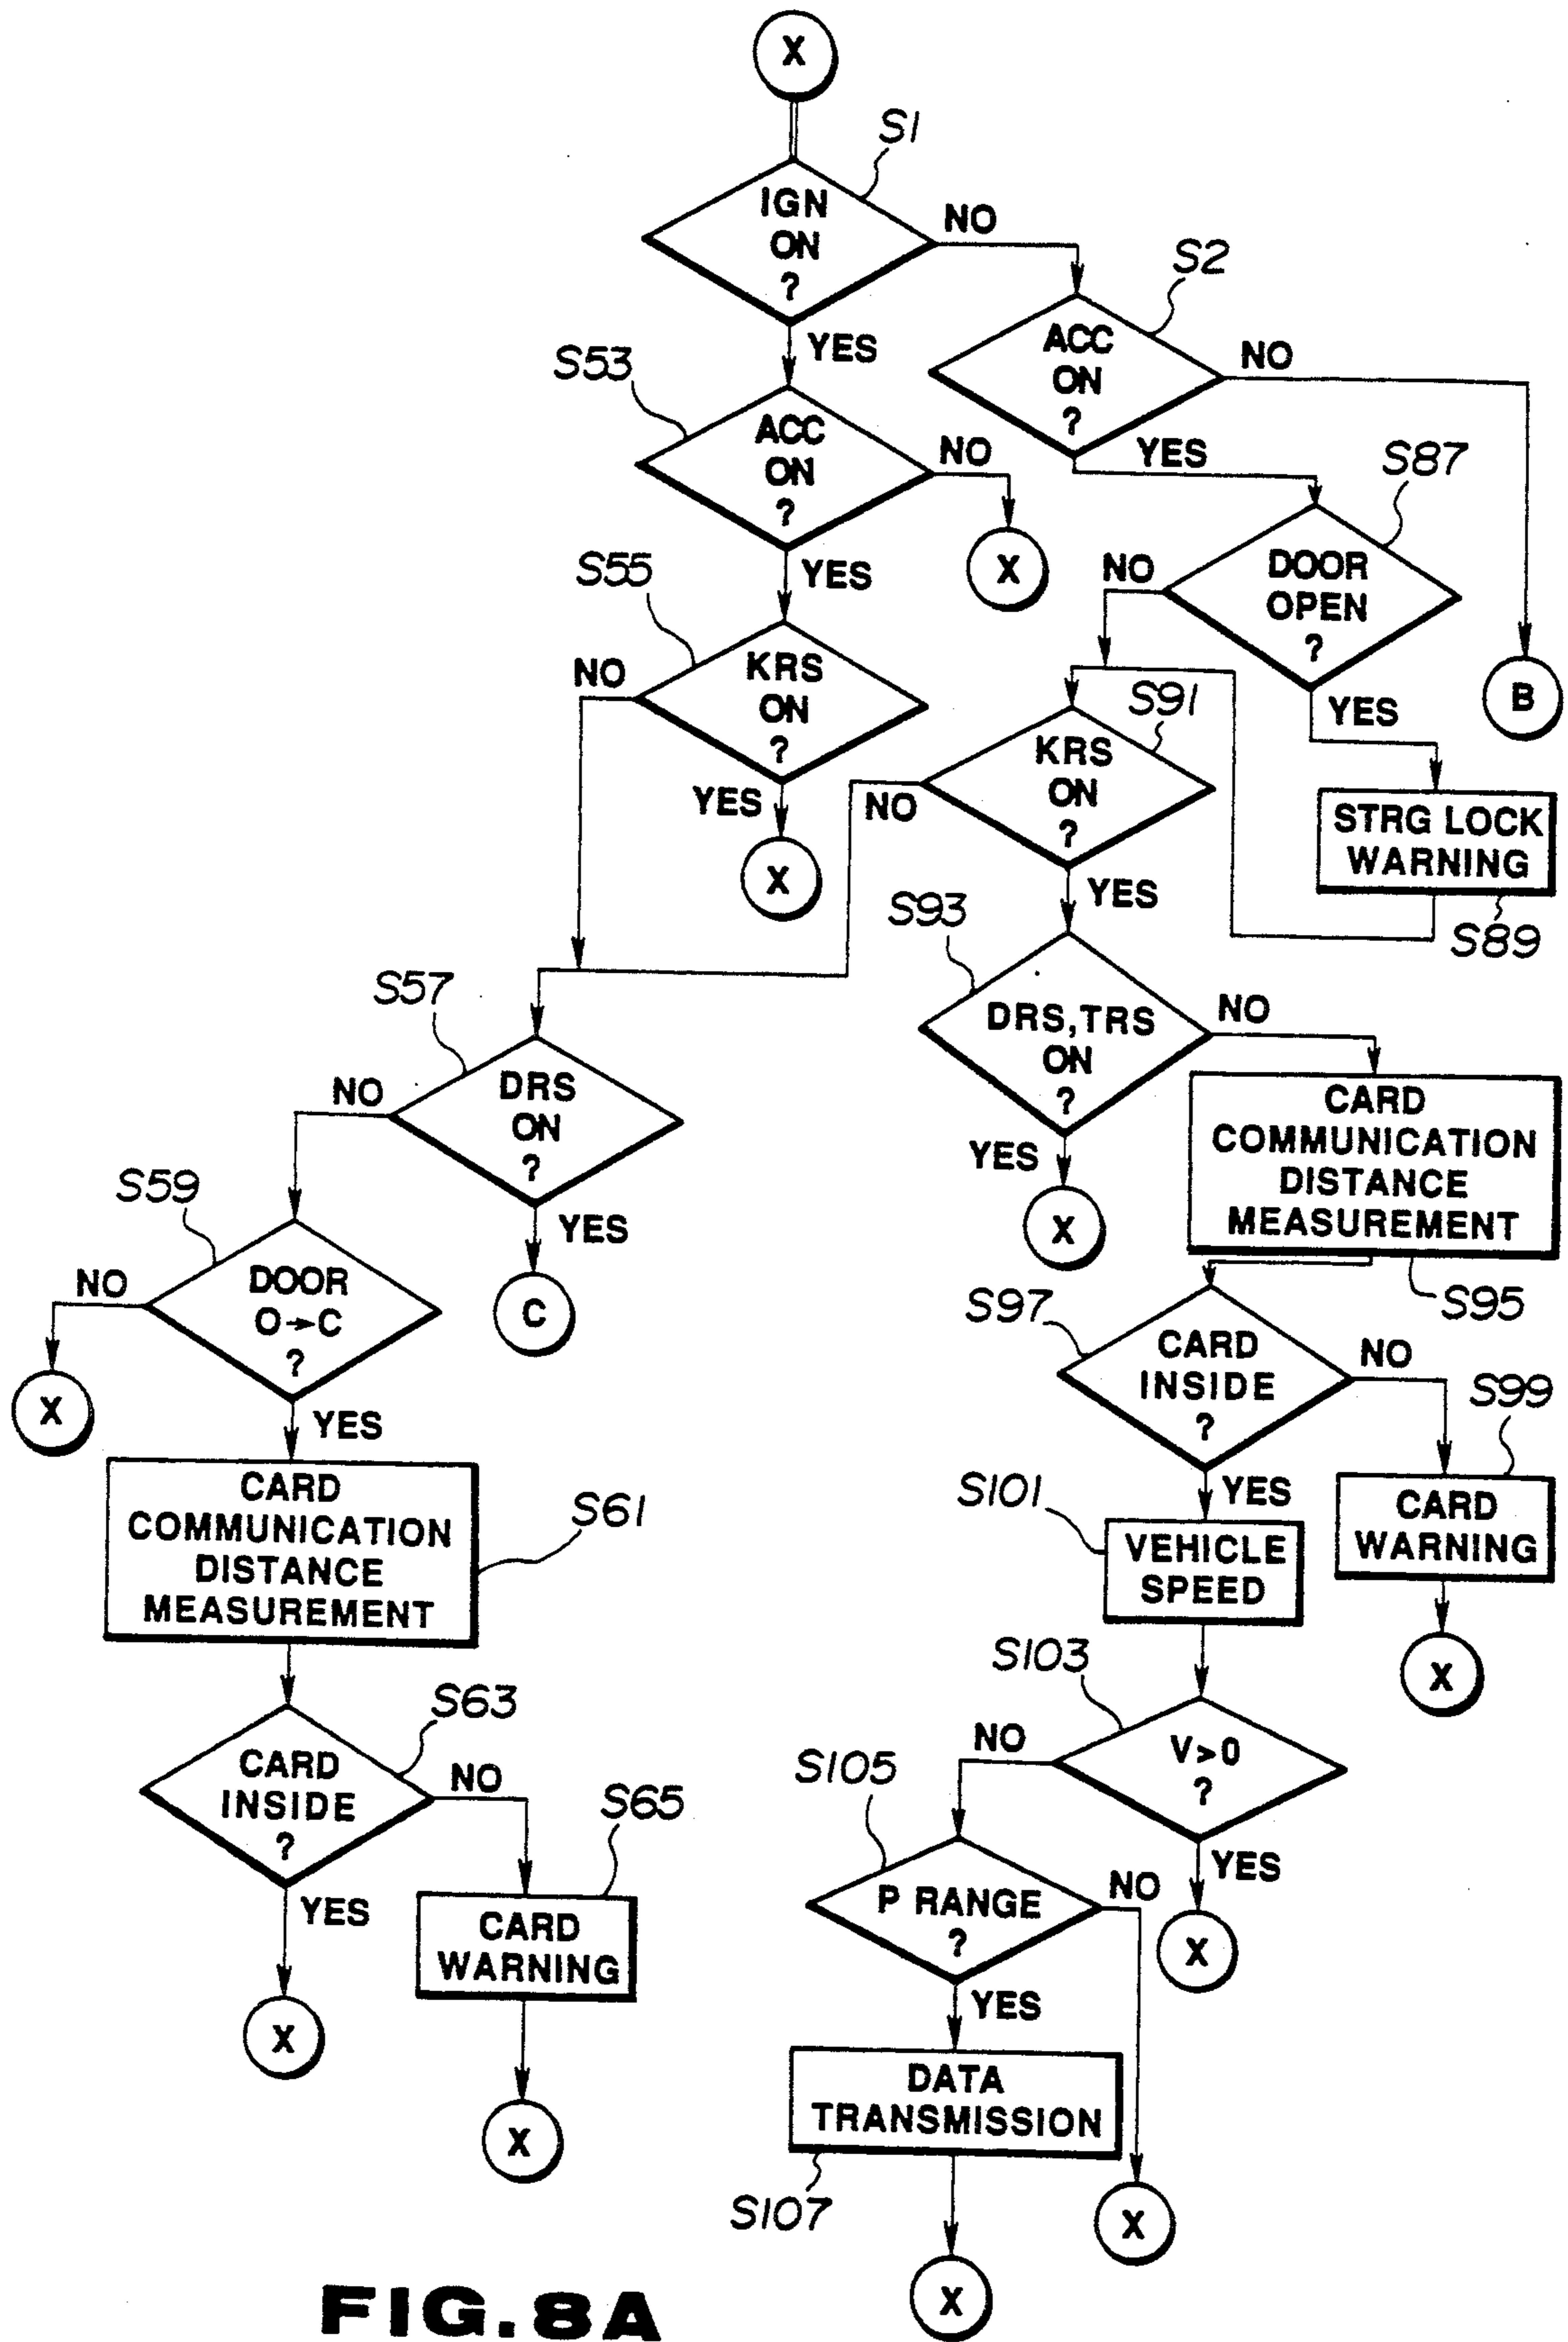 X
S1
IGN
ON
?
NO
YES
S2
ACC
ON
?
NO
YES
S53
ACC
ON
?
NO
X
YES
S87
DOOR
OPEN
?
NO
YES
B
S55
KRS
ON
?
NO
YES
X
S91
KRS
ON
?
NO
YES
STRG LOCK
WARNING
S89
S93
DRS,TRS
ON
?
NO
YES
X
S57
DRS
ON
?
NO
YES
C
CARD
COMMUNICATION
DISTANCE
MEASUREMENT
S95
S59
DOOR
O→C
?
NO
X
YES
S97
CARD
INSIDE
?
NO
YES
S99
CARD
WARNING
X
CARD
COMMUNICATION
DISTANCE
MEASUREMENT
S61
S101
VEHICLE
SPEED
S63
CARD
INSIDE
?
NO
YES
X
S65
CARD
WARNING
X
S103
V>0
?
NO
YES
X
S105
P RANGE
?
NO
X
YES
DATA
TRANSMISSION
S107
X
FIG.8A